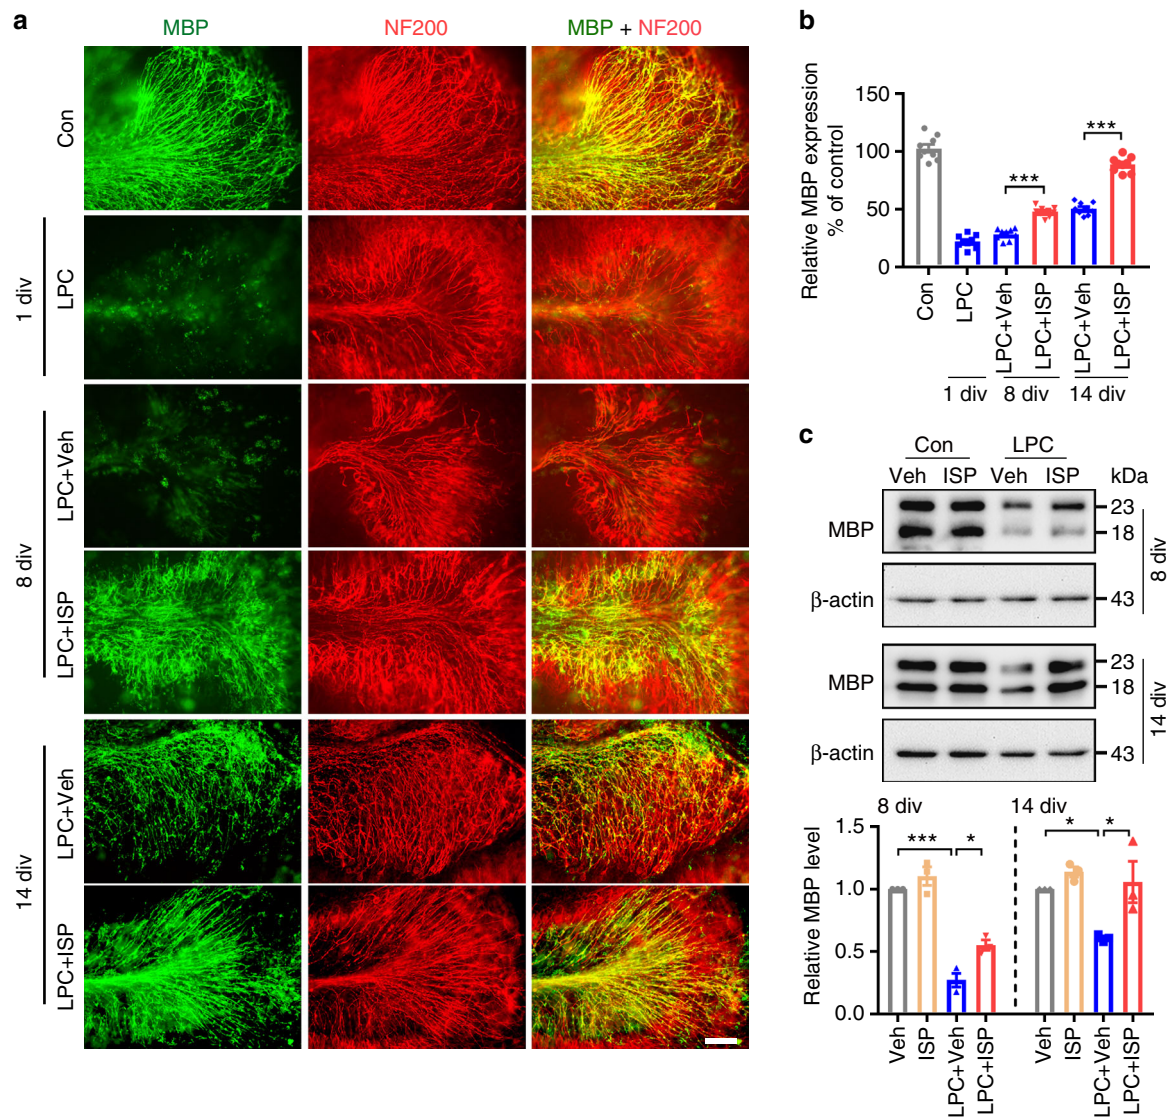 a
MBP
NF200
MBP + NF200
Con
1 div
LPC
8 div
LPC+Veh
LPC+ISP
14 div
LPC+Veh
LPC+ISP
b
Relative MBP expression
% of control
150
100
50
0
***
***
Con
LPC
LPC+Veh
LPC+ISP
LPC+Veh
LPC+ISP
1 div
8 div
14 div
c
Con
LPC
Veh
ISP
Veh
ISP
kDa
MBP
23
18
β-actin
43
8 div
MBP
23
18
β-actin
43
14 div
8 div
14 div
Relative MBP level
1.5
1.0
0.5
0.0
***
*
*
*
Veh
ISP
LPC+Veh
LPC+ISP
Veh
ISP
LPC+Veh
LPC+ISP